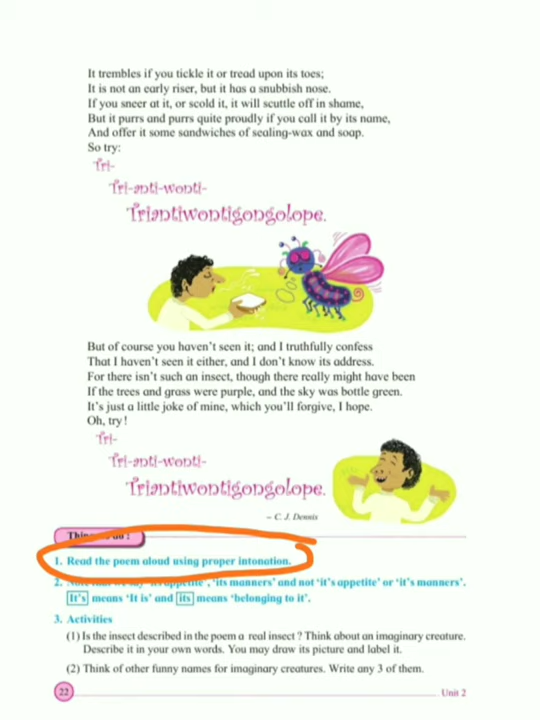 It trembles if you tickle it or tread upon its toes;
It is not an early riser, but it has a snubbish nose.
If you sneer at it, or scold it, it will scuttle off in shame,
But it purrs and purrs quite proudly if you call it by its name,
And offer it some sandwiches of sealing-wax and soap.
So try:
Tri-
Tri-anti-wonti-
Triantiwontigongolope.
But of course you haven't seen it; and I truthfully confess
That I haven't seen it either, and I don't know its address.
For there isn't such an insect, though there really might have been
If the trees and grass were purple, and the sky was bottle green.
It's just a little joke of mine, which you'll forgive, I hope.
Oh, try!
Tri-
Tri-anti-wonti-
Triantiwontigongolope.
– C. J. Dennis
Things to do :
1. Read the poem aloud using proper intonation.
2. Note that we say 'its appetite', 'its manners' and not 'it's appetite' or 'it's manners'.
It's means 'It is' and its means 'belonging to it'.
3. Activities
(1) Is the insect described in the poem a real insect ? Think about an imaginary creature.
Describe it in your own words. You may draw its picture and label it.
(2) Think of other funny names for imaginary creatures. Write any 3 of them.
22
Unit 2